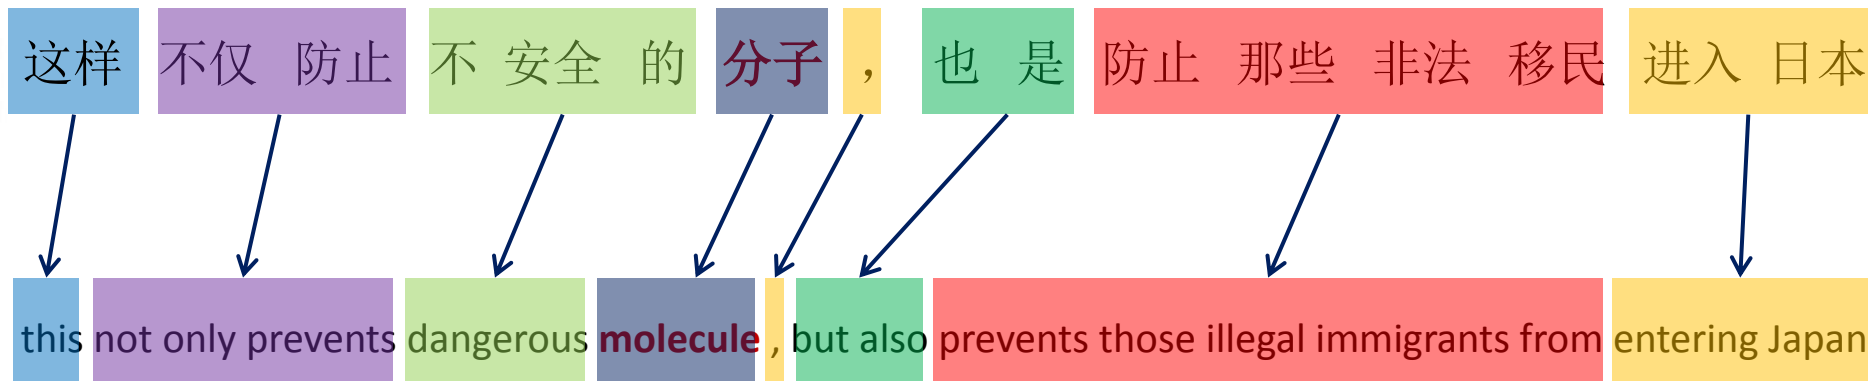 这样 不仅 防止 不 安全 的 分子 , 也 是 防止 那些 非法 移民 进入 日本
this not only prevents dangerous molecule , but also prevents those illegal immigrants from entering Japan